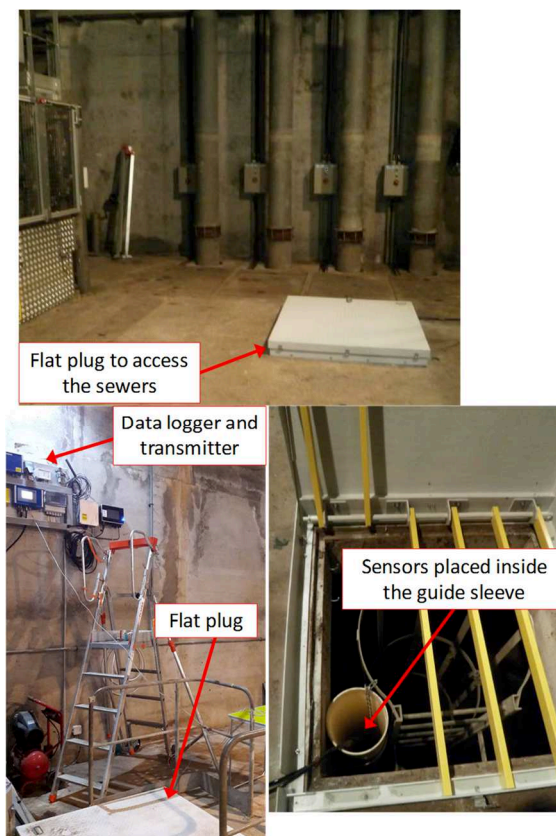 Flat plug to access
the sewers
Data logger and
transmitter
Flat plug
Sensors placed inside
the guide sleeve